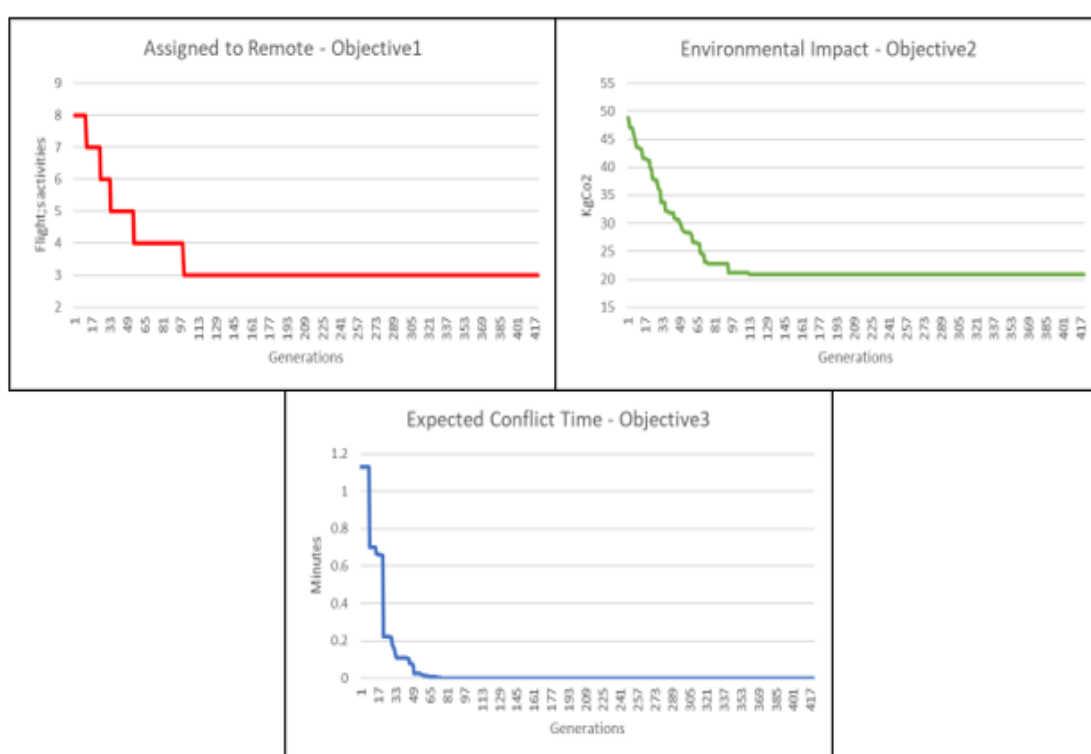 Assigned to Remote - Objective1
9
8
7
6
5
4
3
2
Flight;s activities
1 17 33 49 65 81 97 113 129 145 161 177 193 209 225 241 257 273 289 305 321 337 353 369 385 401 417
Generations
Environmental Impact - Objective2
55
50
45
40
35
30
25
20
15
KgCo2
1 17 33 49 65 81 97 113 129 145 161 177 193 209 225 241 257 273 289 305 321 337 353 369 385 401 417
Generations
Expected Conflict Time - Objective3
1.2
1
0.8
0.6
0.4
0.2
0
Minutes
1 17 33 49 65 81 97 113 129 145 161 177 193 209 225 241 257 273 289 305 321 337 353 369 385 401 417
Generations